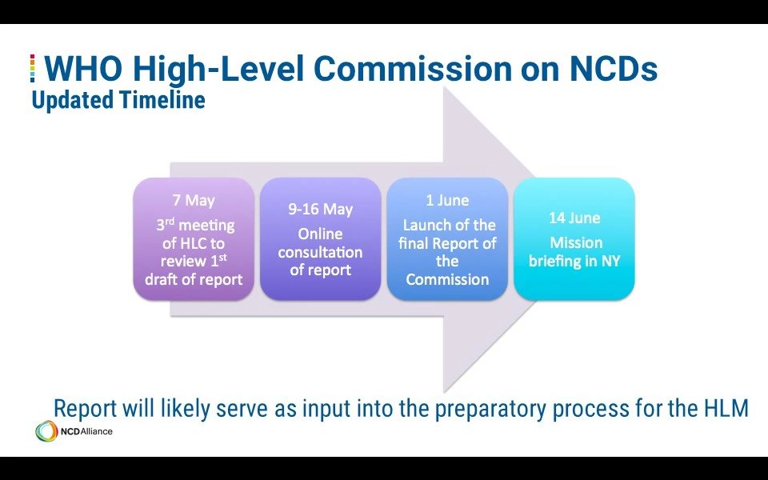 WHO High-Level Commission on NCDs
Updated Timeline
7 May
3rd meeting
of HLC to
review 1st
draft of report
9-16 May
Online
consultation
of report
1 June
Launch of the
final Report of
the
Commission
14 June
Mission
briefing in NY
Report will likely serve as input into the preparatory process for the HLM
NCDAlliance